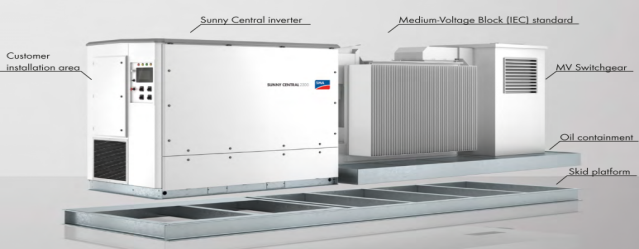 Sunny Central inverter
Medium-Voltage Block (IEC) standard
Customer
installation area
MV Switchgear
SUNNY CENTRAL
SMA
Oil containment
Skid platform